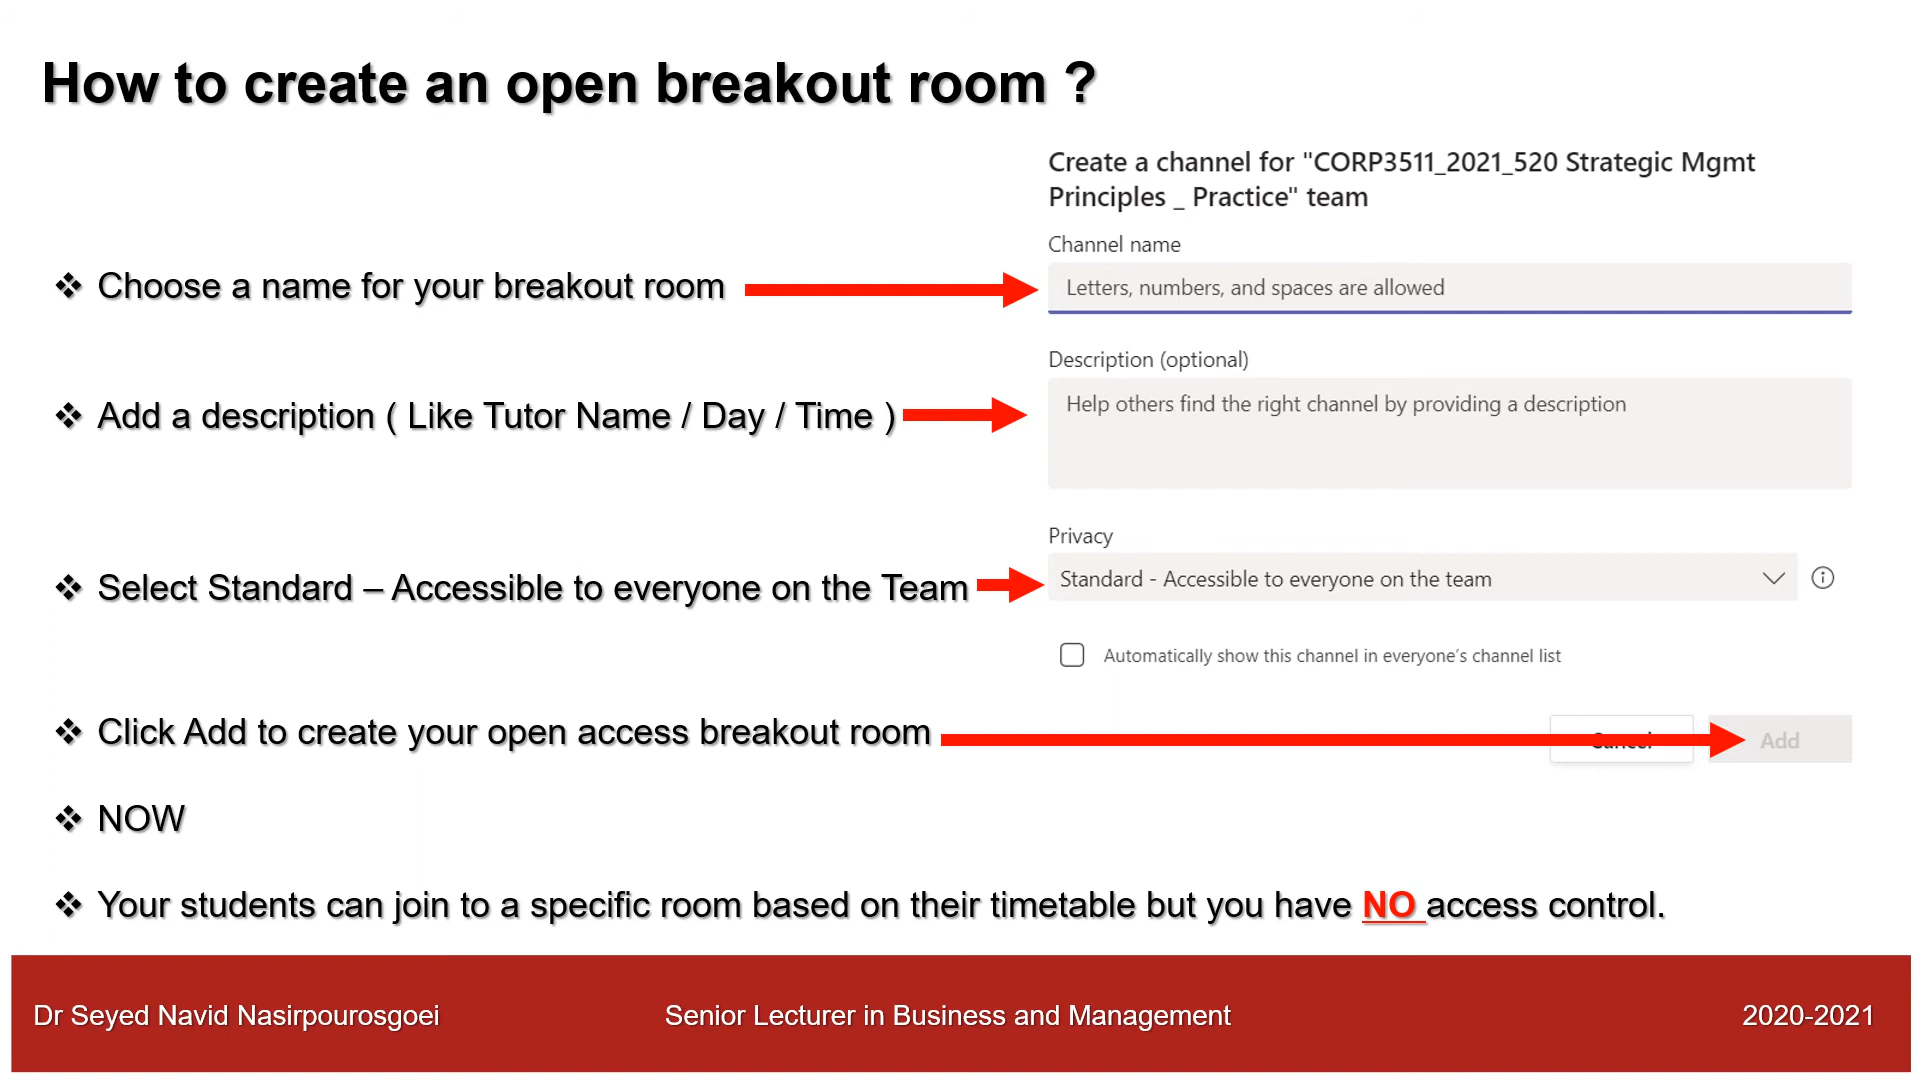 How to create an open breakout room ?
Create a channel for "CORP3511_2021_520 Strategic Mgmt
Principles _ Practice" team
Channel name
❖ Choose a name for your breakout room
Letters, numbers, and spaces are allowed
Description (optional)
❖ Add a description ( Like Tutor Name / Day / Time )
Help others find the right channel by providing a description
Privacy
❖ Select Standard – Accessible to everyone on the Team
Standard - Accessible to everyone on the team
Automatically show this channel in everyone's channel list
❖ Click Add to create your open access breakout room
Cancel
Add
❖ NOW
❖ Your students can join to a specific room based on their timetable but you have NO access control.
Dr Seyed Navid Nasirpourosgoei
Senior Lecturer in Business and Management
2020-2021